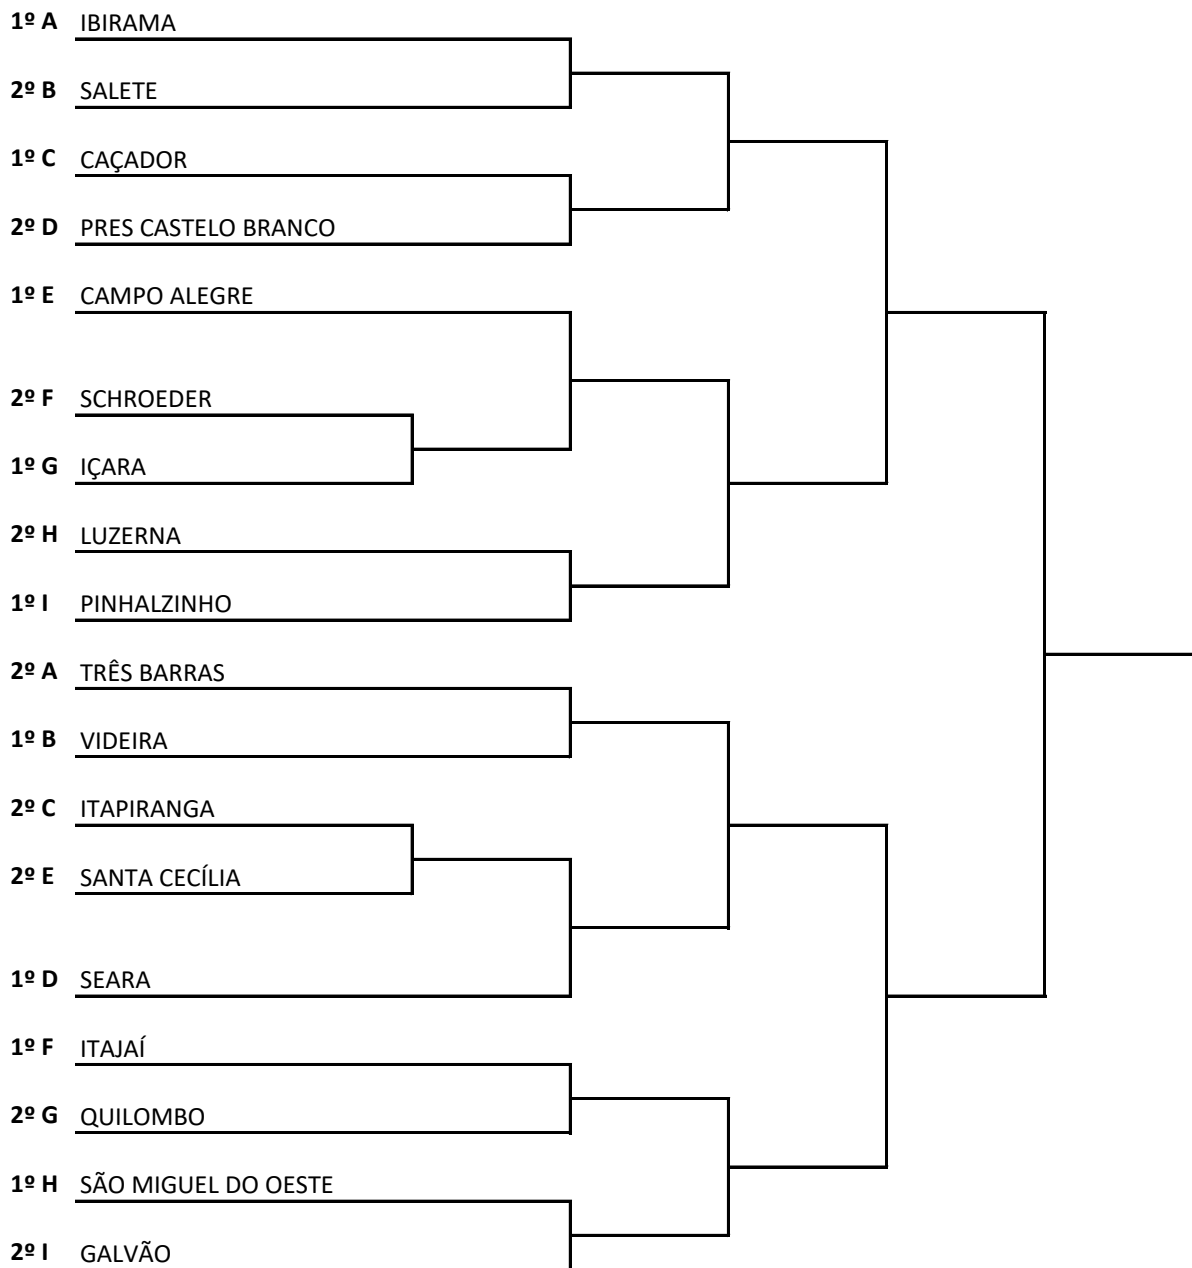 1º A IBIRAMA
2º B SALETE
1º C CAÇADOR
2º D PRES CASTELO BRANCO
1º E CAMPO ALEGRE
2º F SCHROEDER
1º G IÇARA
2º H LUZERNA
1º I PINHALZINHO
2º A TRÊS BARRAS
1º B VIDEIRA
2º C ITAPIRANGA
2º E SANTA CECÍLIA
1º D SEARA
1º F ITAJAÍ
2º G QUILOMBO
1º H SÃO MIGUEL DO OESTE
2º I GALVÃO